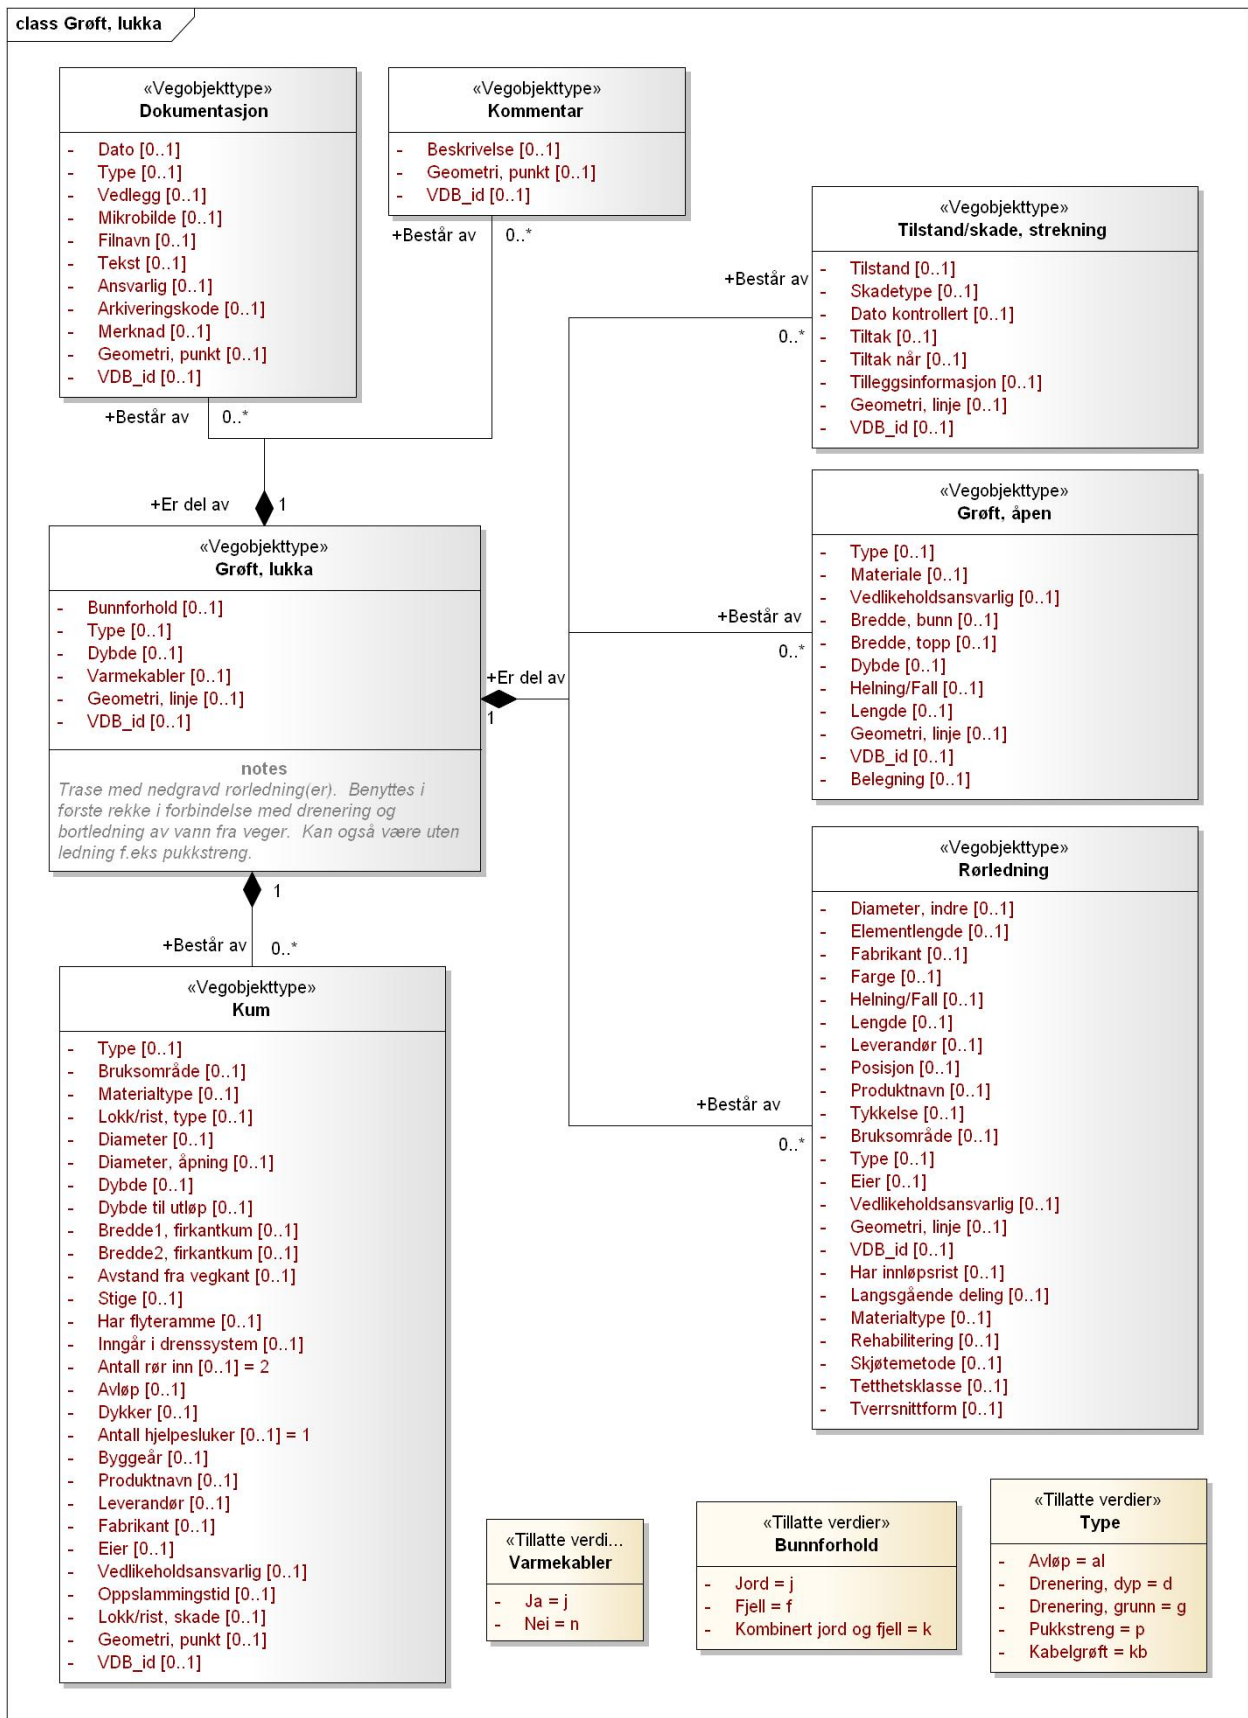 class Grøft, lukka
«Vegobjekttype»
Dokumentasjon
- Dato [0..1]
- Type [0..1]
- Vedlegg [0..1]
- Mikrobilde [0..1]
- Filnavn [0..1]
- Tekst [0..1]
- Ansvarlig [0..1]
- Arkiveringskode [0..1]
- Merknad [0..1]
- Geometri, punkt [0..1]
- VDB_id [0..1]
+Består av 0..*
«Vegobjekttype»
Kommentar
- Beskrivelse [0..1]
- Geometri, punkt [0..1]
- VDB_id [0..1]
+Består av 0..*
«Vegobjekttype»
Tilstand/skade, strekning
- Tilstand [0..1]
- Skadetype [0..1]
- Dato kontrollert [0..1]
- Tiltak [0..1]
- Tiltak når [0..1]
- Tilleggsinformasjon [0..1]
- Geometri, linje [0..1]
- VDB_id [0..1]
+Består av
0..*
+Er del av 1
«Vegobjekttype»
Grøft, lukka
- Bunnforhold [0..1]
- Type [0..1]
- Dybde [0..1]
- Varmekabler [0..1]
- Geometri, linje [0..1]
- VDB_id [0..1]
notes
Trase med nedgravd rørledning(er). Benyttes i
første rekke i forbindelse med drenering og
bortledning av vann fra veger. Kan også være uten
ledning f.eks pukkstreng.
+Er del av
1
«Vegobjekttype»
Grøft, åpen
- Type [0..1]
- Materiale [0..1]
- Vedlikeholdsansvarlig [0..1]
- Bredde, bunn [0..1]
- Bredde, topp [0..1]
- Dybde [0..1]
- Helning/Fall [0..1]
- Lengde [0..1]
- Geometri, linje [0..1]
- VDB_id [0..1]
- Belegning [0..1]
+Består av
0..*
«Vegobjekttype»
Rørledning
- Diameter, indre [0..1]
- Elementlengde [0..1]
- Fabrikant [0..1]
- Farge [0..1]
- Helning/Fall [0..1]
- Lengde [0..1]
- Leverandør [0..1]
- Posisjon [0..1]
- Produktnavn [0..1]
- Tykkelse [0..1]
- Bruksområde [0..1]
- Type [0..1]
- Eier [0..1]
- Vedlikeholdsansvarlig [0..1]
- Geometri, linje [0..1]
- VDB_id [0..1]
- Har innløpsrist [0..1]
- Langsgående deling [0..1]
- Materialtype [0..1]
- Rehabilitering [0..1]
- Skjøtemetode [0..1]
- Tetthetsklasse [0..1]
- Tverrsnittform [0..1]
+Består av
0..*
1
+Består av 0..*
«Vegobjekttype»
Kum
- Type [0..1]
- Bruksområde [0..1]
- Materialtype [0..1]
- Lokk/rist, type [0..1]
- Diameter [0..1]
- Diameter, åpning [0..1]
- Dybde [0..1]
- Dybde til utløp [0..1]
- Bredde1, firkantkum [0..1]
- Bredde2, firkantkum [0..1]
- Avstand fra vegkant [0..1]
- Stige [0..1]
- Har flyteramme [0..1]
- Inngår i drenssystem [0..1]
- Antall rør inn [0..1] = 2
- Avløp [0..1]
- Dykker [0..1]
- Antall hjelpesluker [0..1] = 1
- Byggeår [0..1]
- Produktnavn [0..1]
- Leverandør [0..1]
- Fabrikant [0..1]
- Eier [0..1]
- Vedlikeholdsansvarlig [0..1]
- Oppslammingstid [0..1]
- Lokk/rist, skade [0..1]
- Geometri, punkt [0..1]
- VDB_id [0..1]
«Tillatte verdi...
Varmekabler
- Ja = j
- Nei = n
«Tillatte verdier»
Bunnforhold
- Jord = j
- Fjell = f
- Kombinert jord og fjell = k
«Tillatte verdier»
Type
- Avløp = al
- Drenering, dyp = d
- Drenering, grunn = g
- Pukkstreng = p
- Kabelgrøft = kb